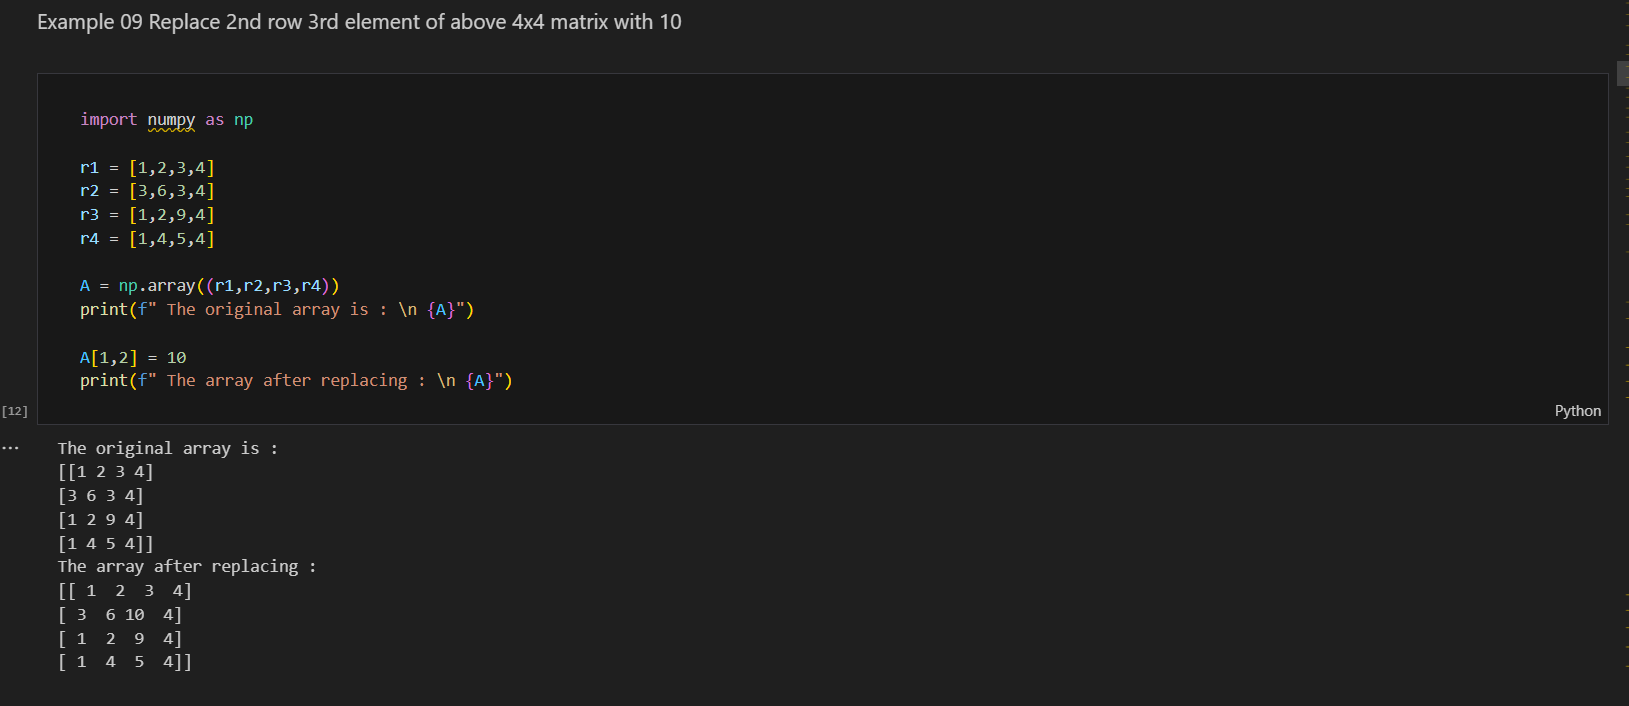 Example 09 Replace 2nd row 3rd element of above 4x4 matrix with 10
import numpy as np
r1 = [1,2,3,4]
r2 = [3,6,3,4]
r3 = [1,2,9,4]
r4 = [1,4,5,4]
A = np.array((r1,r2,r3,r4))
print(f" The original array is : \n {A}")
A[1,2] = 10
print(f" The array after replacing : \n {A}")
[12]
Python
...
The original array is :
[[1 2 3 4]
[3 6 3 4]
[1 2 9 4]
[1 4 5 4]]
The array after replacing :
[[ 1  2  3  4]
[ 3  6 10  4]
[ 1  2  9  4]
[ 1  4  5  4]]